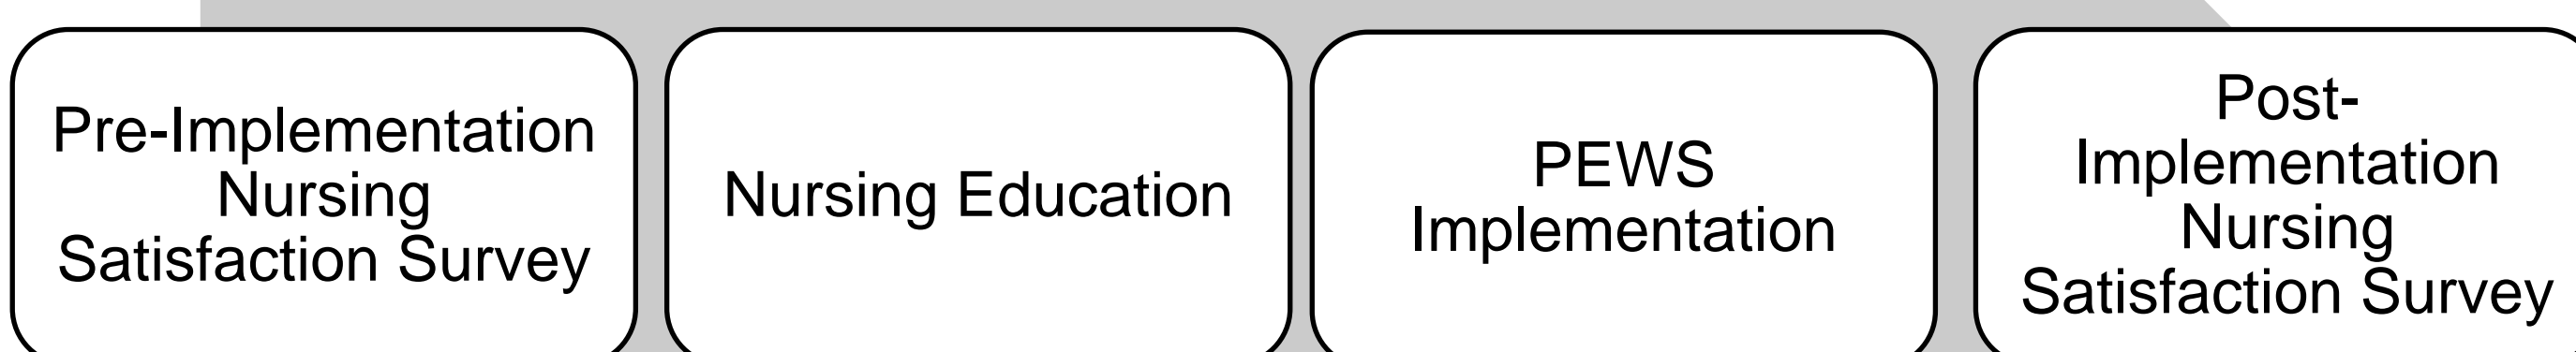 Pre-Implementation
Nursing
Satisfaction Survey
Nursing Education
PEWS
Implementation
Post-
Implementation
Nursing
Satisfaction Survey